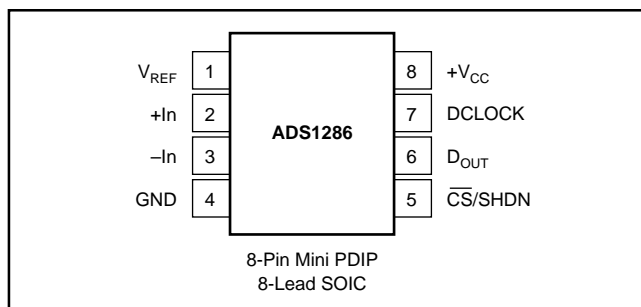 V_REF 1 8 +V_CC
+In 2 7 DCLOCK
ADS1286
–In 3 6 D_OUT
GND 4 5 C̅S̅/SHDN
8-Pin Mini PDIP
8-Lead SOIC